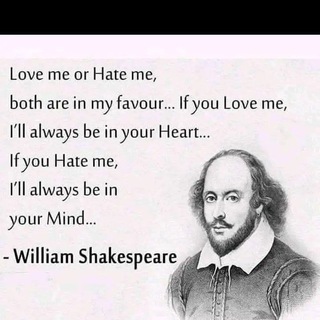 Love me or Hate me,
both are in my favour... If you Love me,
I'll always be in your Heart...
If you Hate me,
I'll always be in
your Mind...
- William Shakespeare